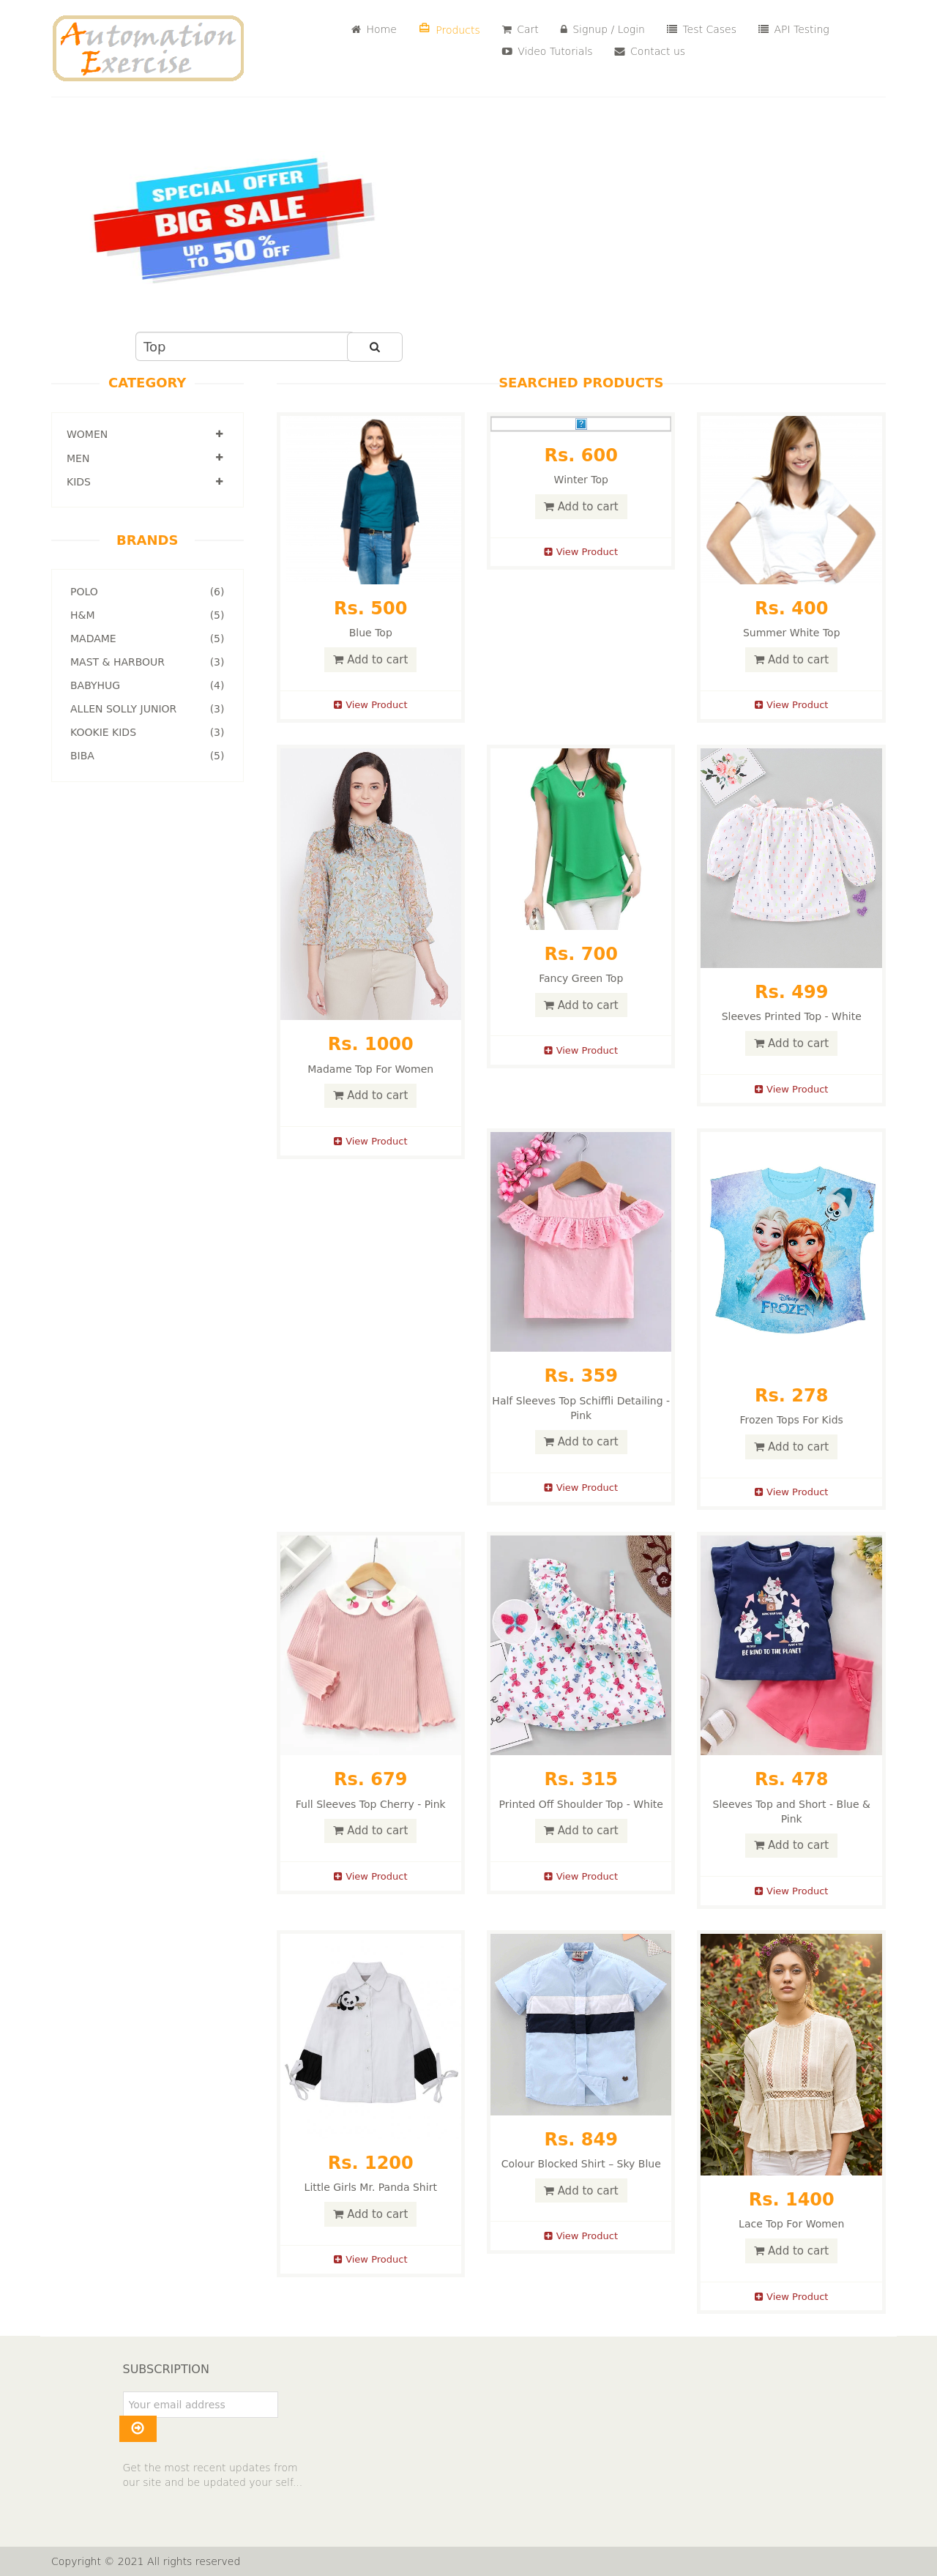 Automation
Exercise
Home
Products
Cart
Signup / Login
Test Cases
API Testing
Video Tutorials
Contact us
SPECIAL OFFER
BIG SALE
UP TO 50% OFF
Top
CATEGORY
WOMEN
MEN
KIDS
BRANDS
POLO (6)
H&M (5)
MADAME (5)
MAST & HARBOUR (3)
BABYHUG (4)
ALLEN SOLLY JUNIOR (3)
KOOKIE KIDS (3)
BIBA (5)
SEARCHED PRODUCTS
Rs. 500
Blue Top
Add to cart
View Product
Rs. 600
Winter Top
Add to cart
View Product
Rs. 400
Summer White Top
Add to cart
View Product
Rs. 1000
Madame Top For Women
Add to cart
View Product
Rs. 700
Fancy Green Top
Add to cart
View Product
Rs. 499
Sleeves Printed Top - White
Add to cart
View Product
Rs. 359
Half Sleeves Top Schiffli Detailing -
Pink
Add to cart
View Product
Disney
FROZEN
Rs. 278
Frozen Tops For Kids
Add to cart
View Product
Rs. 679
Full Sleeves Top Cherry - Pink
Add to cart
View Product
Rs. 315
Printed Off Shoulder Top - White
Add to cart
View Product
BE KIND TO THE PLANET
Rs. 478
Sleeves Top and Short - Blue &
Pink
Add to cart
View Product
Rs. 1200
Little Girls Mr. Panda Shirt
Add to cart
View Product
Rs. 849
Colour Blocked Shirt – Sky Blue
Add to cart
View Product
Rs. 1400
Lace Top For Women
Add to cart
View Product
SUBSCRIPTION
Your email address
Get the most recent updates from
our site and be updated your self...
Copyright © 2021 All rights reserved